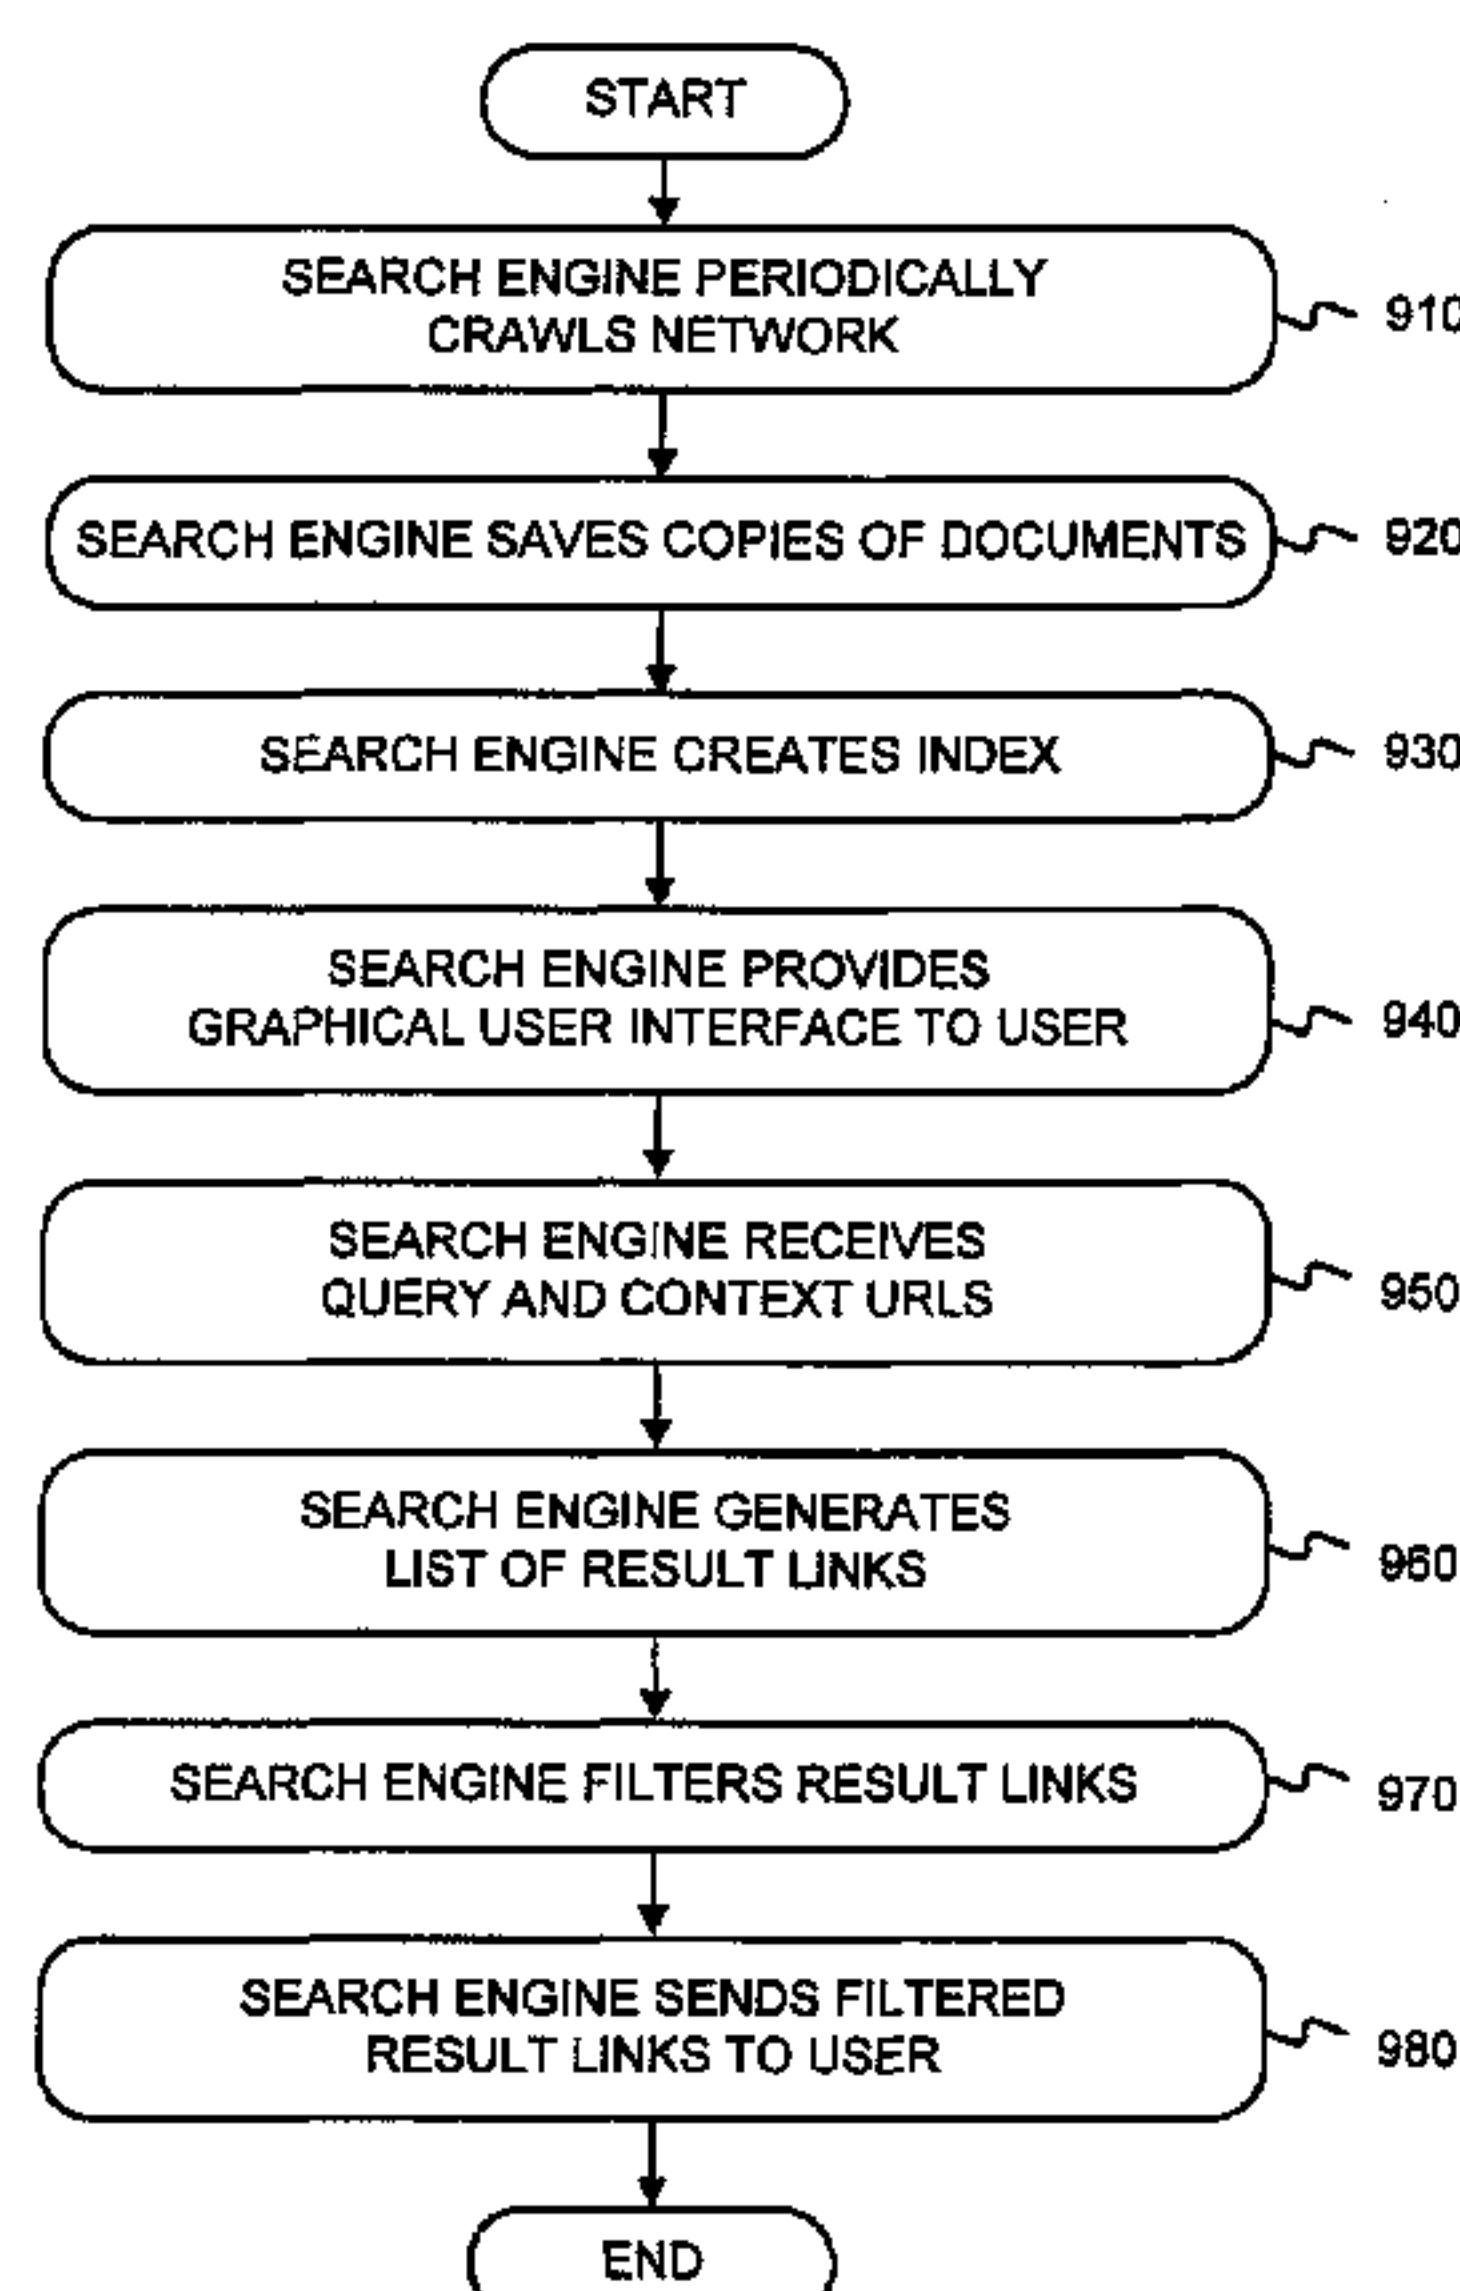 START
SEARCH ENGINE PERIODICALLY
CRAWLS NETWORK
910
SEARCH ENGINE SAVES COPIES OF DOCUMENTS
920
SEARCH ENGINE CREATES INDEX
930
SEARCH ENGINE PROVIDES
GRAPHICAL USER INTERFACE TO USER
940
SEARCH ENGINE RECEIVES
QUERY AND CONTEXT URLS
950
SEARCH ENGINE GENERATES
LIST OF RESULT LINKS
960
SEARCH ENGINE FILTERS RESULT LINKS
970
SEARCH ENGINE SENDS FILTERED
RESULT LINKS TO USER
980
END